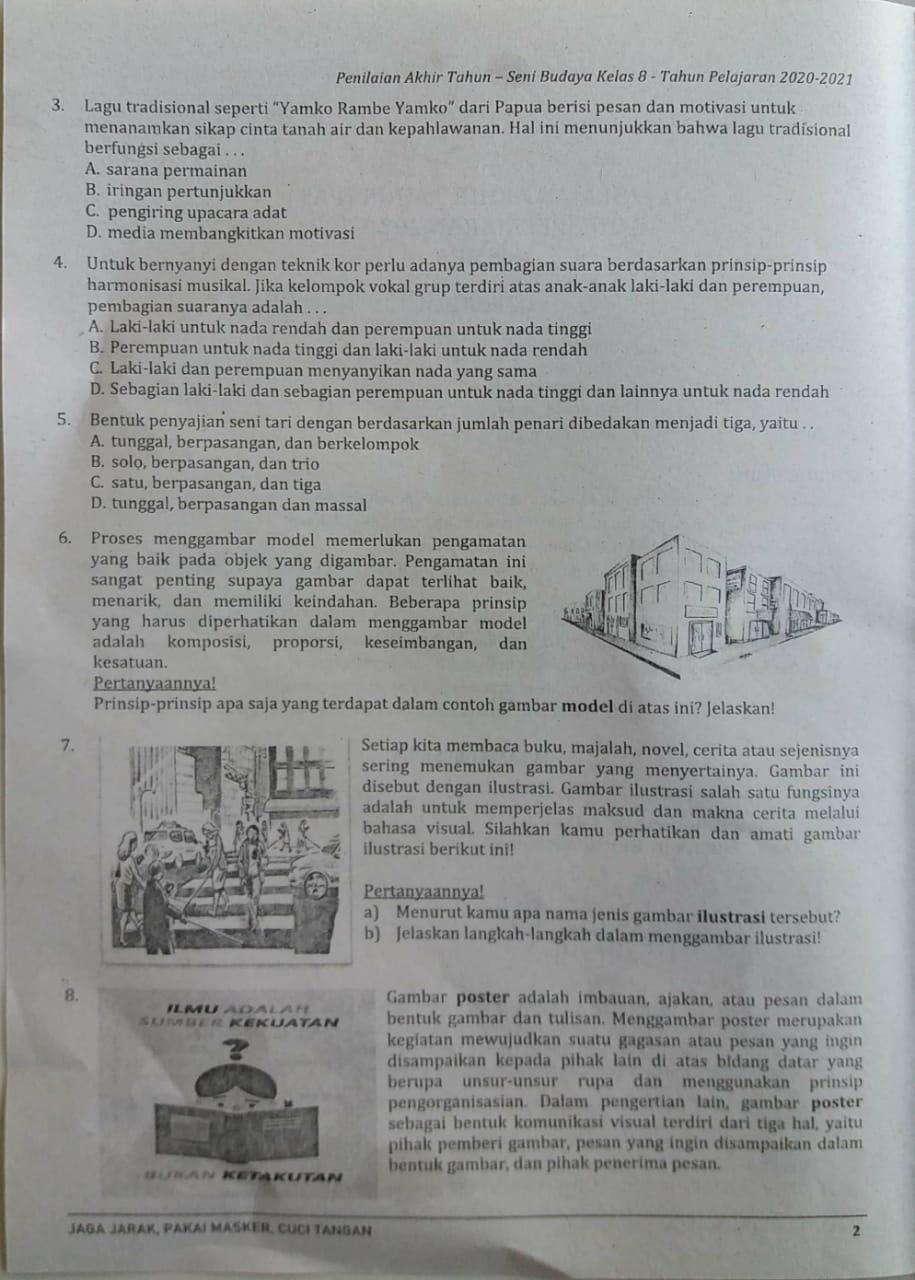 Penilaian Akhir Tahun – Seni Budaya Kelas 8 - Tahun Pelajaran 2020-2021
3. Lagu tradisional seperti "Yamko Rambe Yamko" dari Papua berisi pesan dan motivasi untuk
menanamkan sikap cinta tanah air dan kepahlawanan. Hal ini menunjukkan bahwa lagu tradisional
berfungsi sebagai . . .
A. sarana permainan
B. iringan pertunjukkan
C. pengiring upacara adat
D. media membangkitkan motivasi
4. Untuk bernyanyi dengan teknik kor perlu adanya pembagian suara berdasarkan prinsip-prinsip
harmonisasi musikal. Jika kelompok vokal grup terdiri atas anak-anak laki-laki dan perempuan,
pembagian suaranya adalah . . .
A. Laki-laki untuk nada rendah dan perempuan untuk nada tinggi
B. Perempuan untuk nada tinggi dan laki-laki untuk nada rendah
C. Laki-laki dan perempuan menyanyikan nada yang sama
D. Sebagian laki-laki dan sebagian perempuan untuk nada tinggi dan lainnya untuk nada rendah
5. Bentuk penyajian seni tari dengan berdasarkan jumlah penari dibedakan menjadi tiga, yaitu . .
A. tunggal, berpasangan, dan berkelompok
B. solo, berpasangan, dan trio
C. satu, berpasangan, dan tiga
D. tunggal, berpasangan dan massal
6. Proses menggambar model memerlukan pengamatan
yang baik pada objek yang digambar. Pengamatan ini
sangat penting supaya gambar dapat terlihat baik,
menarik, dan memiliki keindahan. Beberapa prinsip
yang harus diperhatikan dalam menggambar model
adalah komposisi, proporsi, keseimbangan, dan
kesatuan.
Pertanyaannya!
Prinsip-prinsip apa saja yang terdapat dalam contoh gambar model di atas ini? Jelaskan!
7. Setiap kita membaca buku, majalah, novel, cerita atau sejenisnya
sering menemukan gambar yang menyertainya. Gambar ini
disebut dengan ilustrasi. Gambar ilustrasi salah satu fungsinya
adalah untuk memperjelas maksud dan makna cerita melalui
bahasa visual. Silahkan kamu perhatikan dan amati gambar
ilustrasi berikut ini!
Pertanyaannya!
a) Menurut kamu apa nama jenis gambar ilustrasi tersebut?
b) Jelaskan langkah-langkah dalam menggambar ilustrasi!
8. ILMU ADALAH
SUMBER KEKUATAN
?
BUKAN KETAKUTAN
Gambar poster adalah imbauan, ajakan, atau pesan dalam
bentuk gambar dan tulisan. Menggambar poster merupakan
kegiatan mewujudkan suatu gagasan atau pesan yang ingin
disampaikan kepada pihak lain di atas bidang datar yang
berupa unsur-unsur rupa dan menggunakan prinsip
pengorganisasian. Dalam pengertian lain, gambar poster
sebagai bentuk komunikasi visual terdiri dari tiga hal, yaitu
pihak pemberi gambar, pesan yang ingin disampaikan dalam
bentuk gambar, dan pihak penerima pesan.
JAGA JARAK, PAKAI MASKER, CUCI TANGAN
2